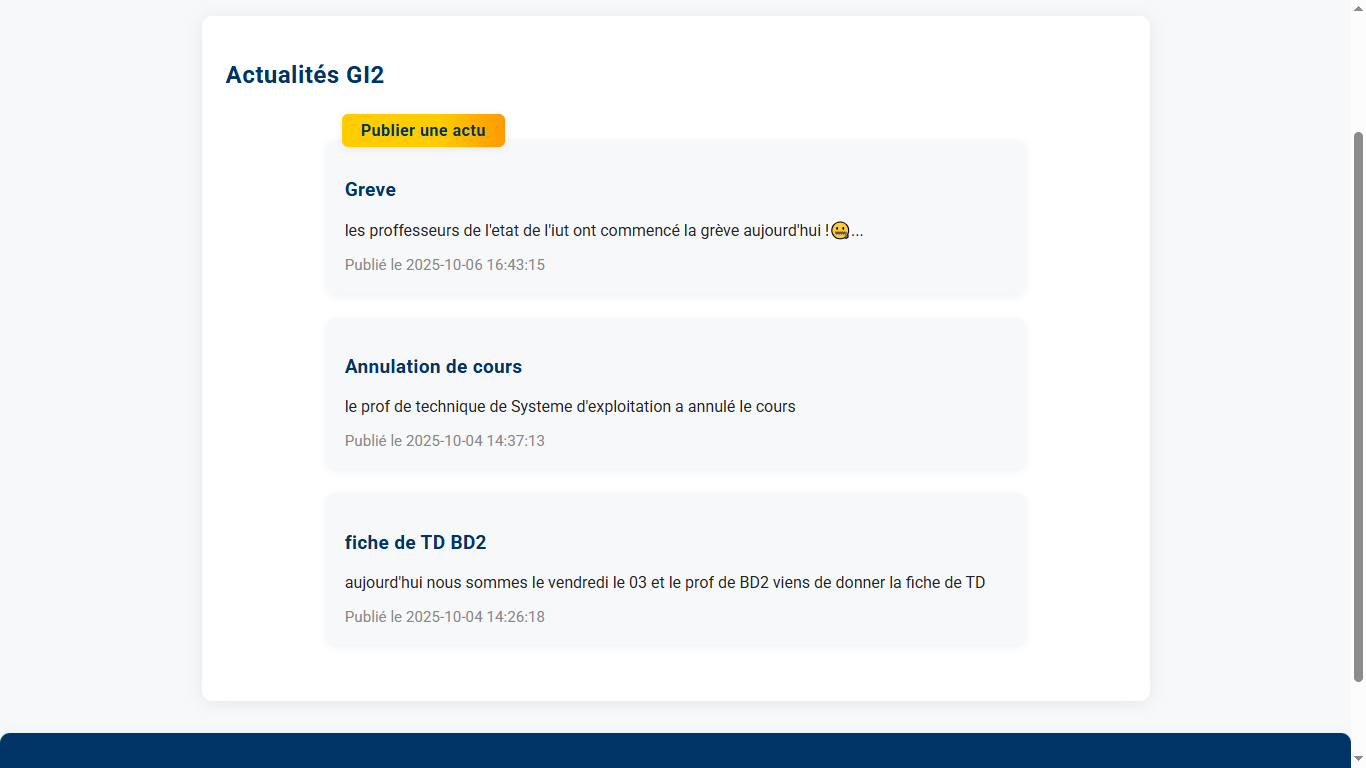 Actualités GI2
Publier une actu
Greve
les proffesseurs de l'etat de l'iut ont commencé la grève aujourd'hui !🤐...
Publié le 2025-10-06 16:43:15
Annulation de cours
le prof de technique de Systeme d'exploitation a annulé le cours
Publié le 2025-10-04 14:37:13
fiche de TD BD2
aujourd'hui nous sommes le vendredi le 03 et le prof de BD2 viens de donner la fiche de TD
Publié le 2025-10-04 14:26:18